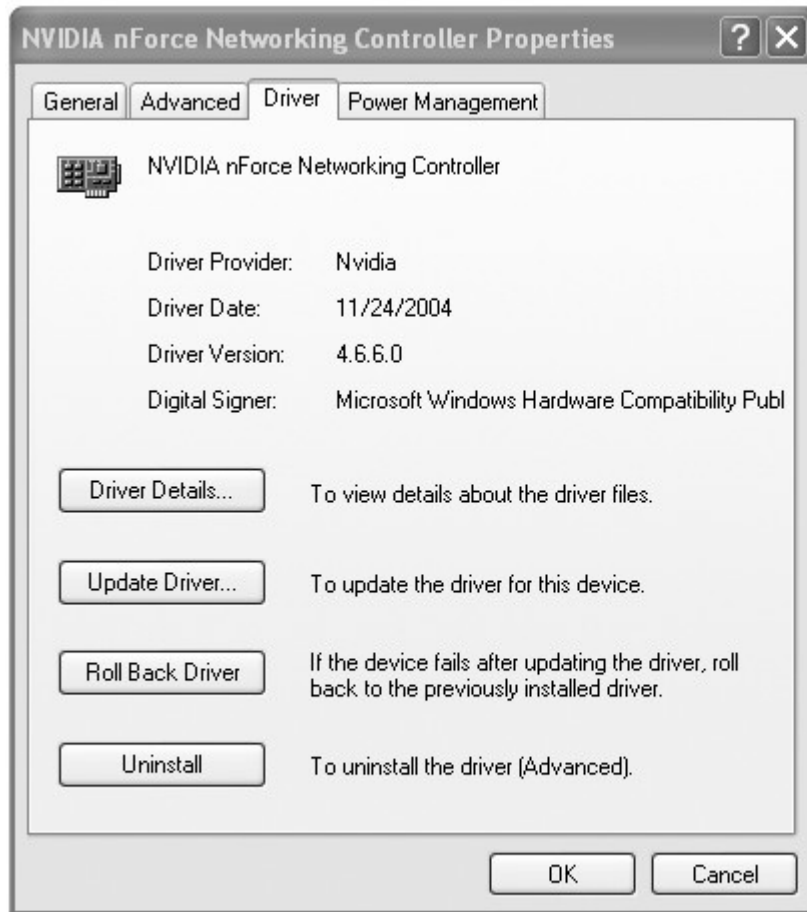 NVIDIA nForce Networking Controller Properties
General Advanced Driver Power Management
NVIDIA nForce Networking Controller
Driver Provider: Nvidia
Driver Date: 11/24/2004
Driver Version: 4.6.6.0
Digital Signer: Microsoft Windows Hardware Compatibility Publ
Driver Details... To view details about the driver files.
Update Driver... To update the driver for this device.
Roll Back Driver If the device fails after updating the driver, roll
back to the previously installed driver.
Uninstall To uninstall the driver (Advanced).
OK Cancel